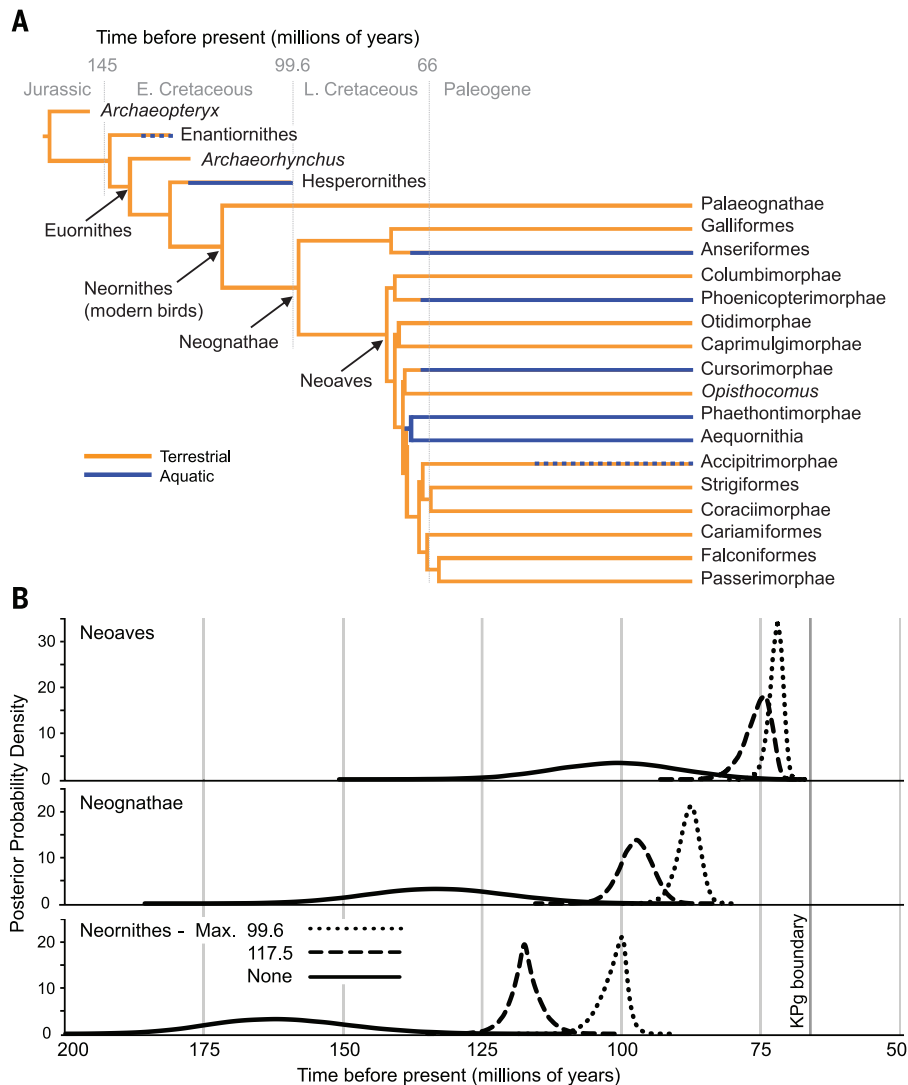 A
Time before present (millions of years)
145 99.6 66
Jurassic E. Cretaceous L. Cretaceous Paleogene
Archaeopteryx
Enantiornithes
Archaeorhynchus
Hesperornithes
Palaeognathae
Euornithes
Galliformes
Anseriformes
Neornithes
(modern birds)
Columbimorphae
Phoenicopterimorphae
Neognathae
Otidimorphae
Caprimulgimorphae
Neoaves
Cursorimorphae
Opisthocomus
Phaethontimorphae
Aequornithia
Terrestrial
Aquatic
Accipitrimorphae
Strigiformes
Coraciimorphae
Cariamiformes
Falconiformes
Passerimorphae
B
Posterior Probability Density
Neoaves
30
20
10
0
Neognathae
20
10
0
Neornithes - Max. 99.6
117.5
None
20
10
0
KPg boundary
200 175 150 125 100 75 50
Time before present (millions of years)